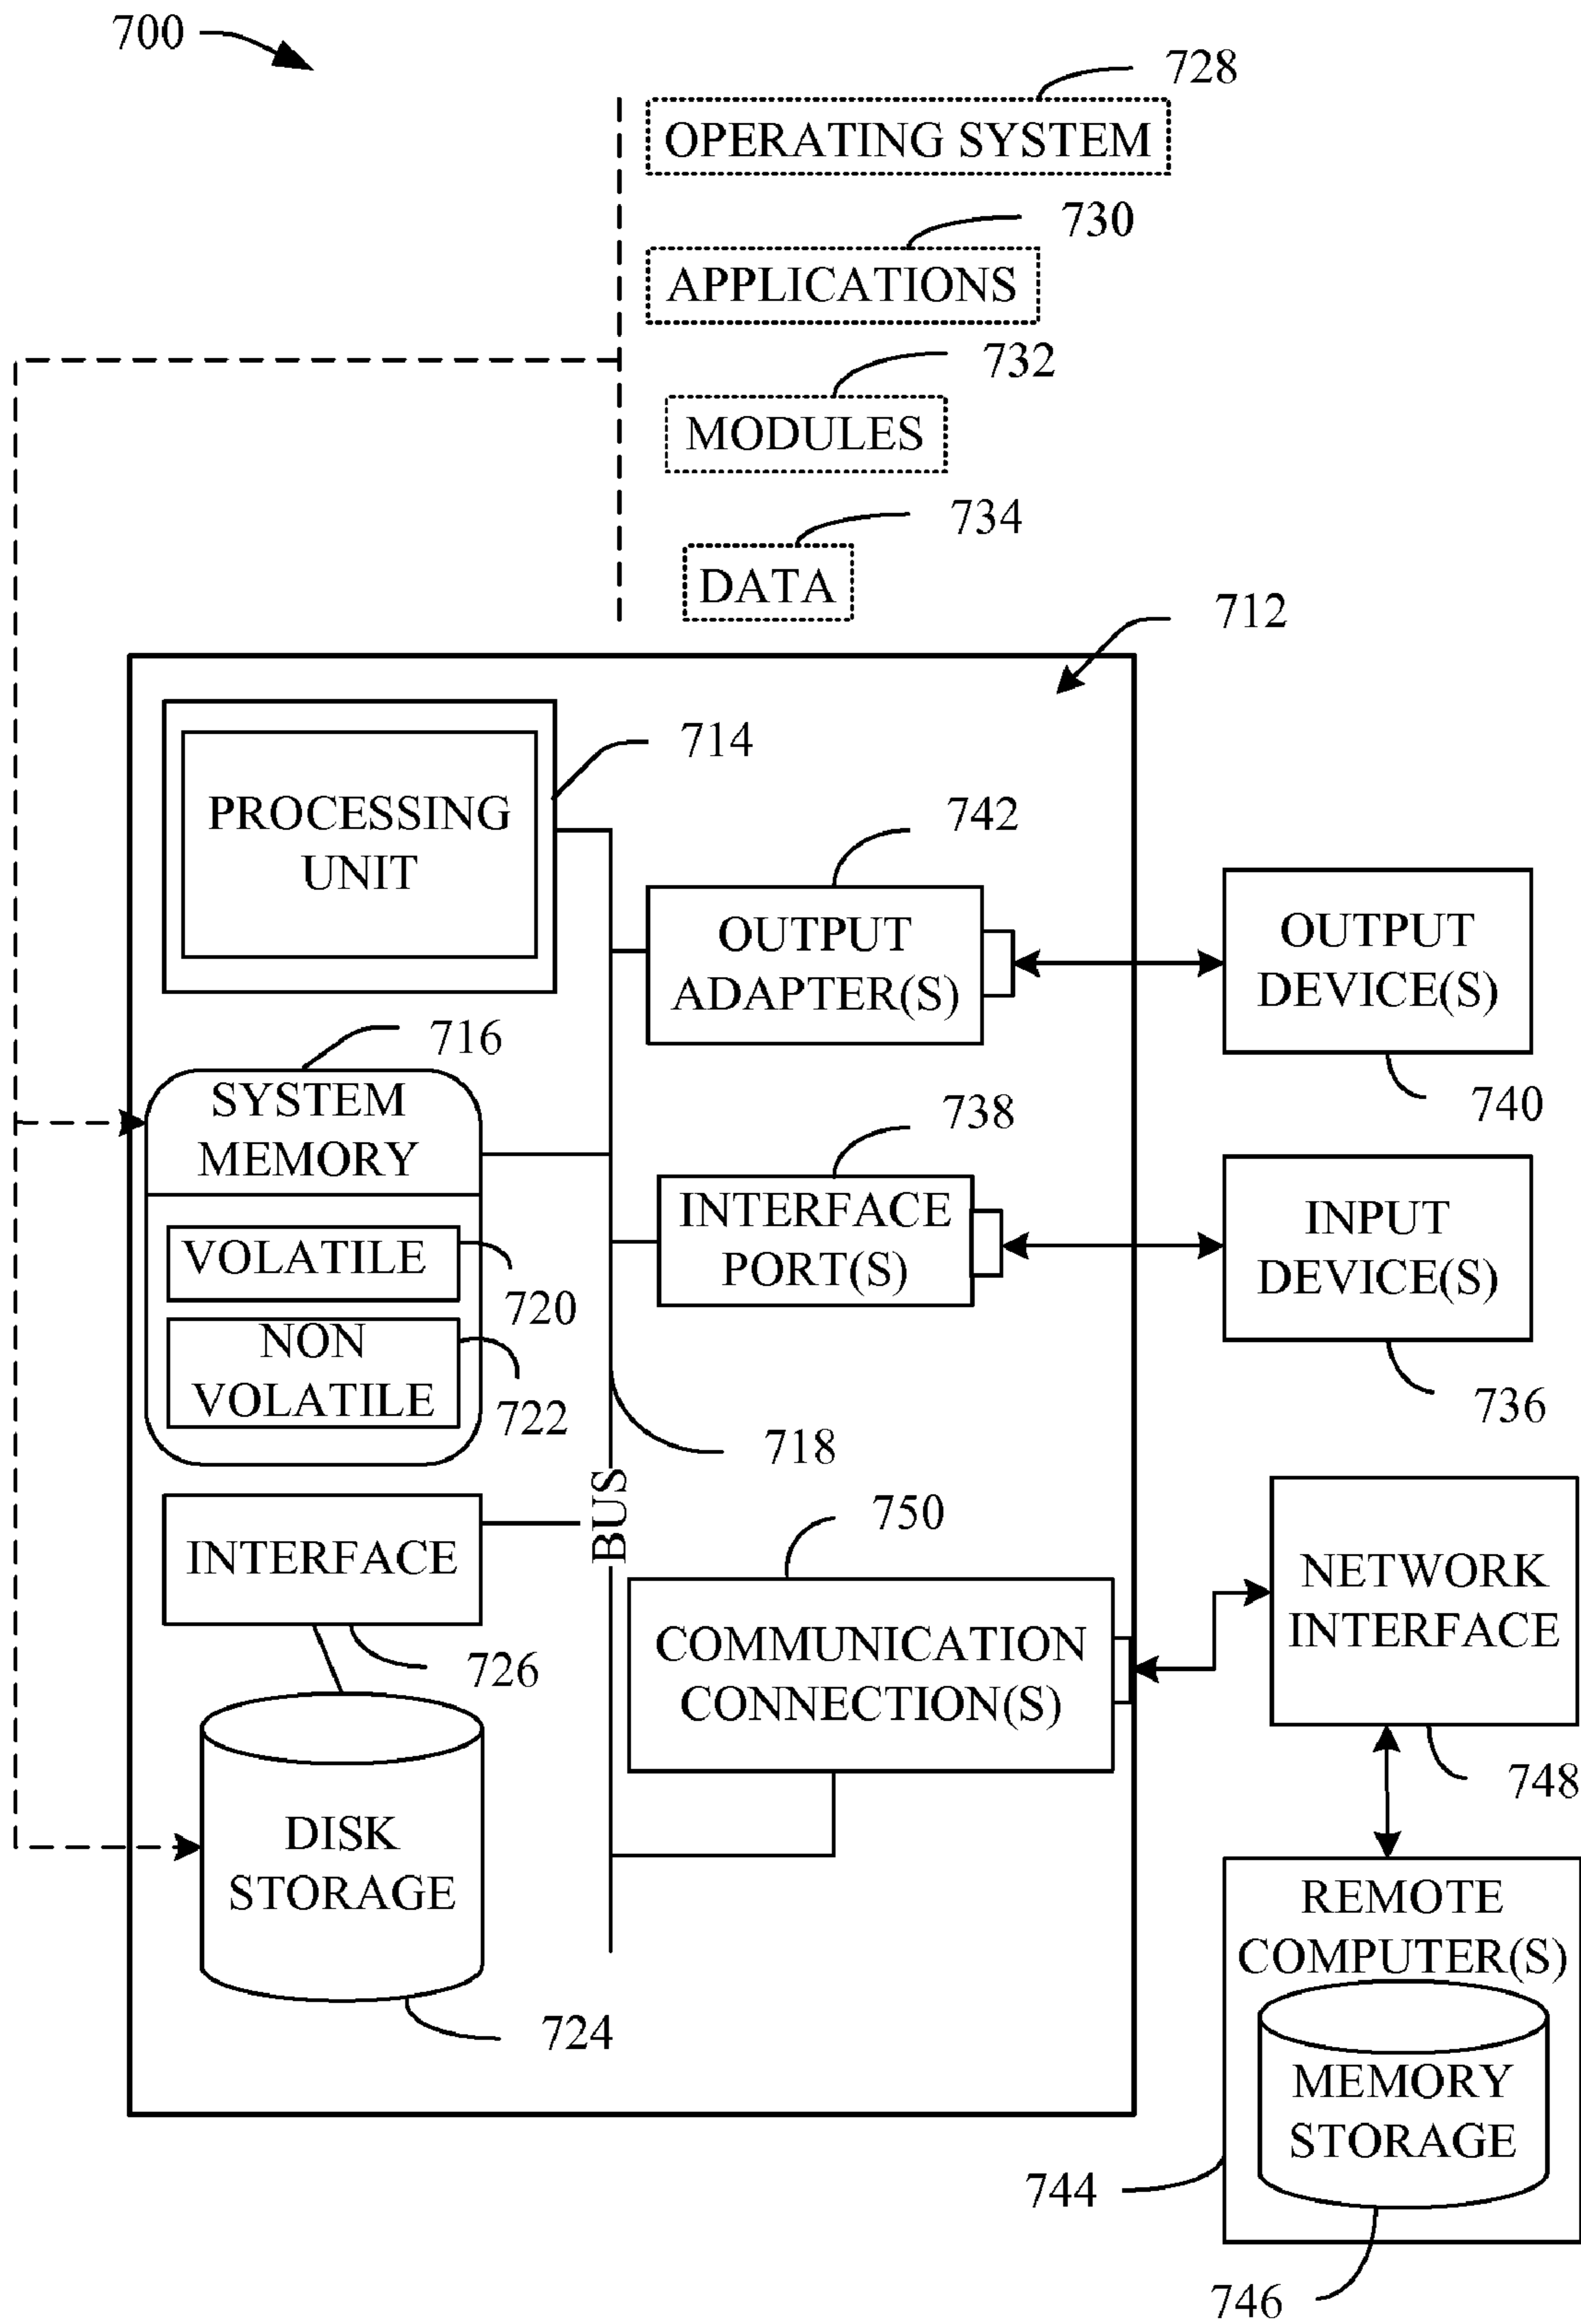 700
728
OPERATING SYSTEM
730
APPLICATIONS
732
MODULES
734
DATA
712
714
PROCESSING
UNIT
742
OUTPUT
ADAPTER(S)
OUTPUT
DEVICE(S)
740
716
SYSTEM
MEMORY
VOLATILE
720
NON
VOLATILE
722
738
INTERFACE
PORT(S)
INPUT
DEVICE(S)
736
718
BUS
INTERFACE
726
750
COMMUNICATION
CONNECTION(S)
NETWORK
INTERFACE
748
DISK
STORAGE
724
REMOTE
COMPUTER(S)
MEMORY
STORAGE
744
746